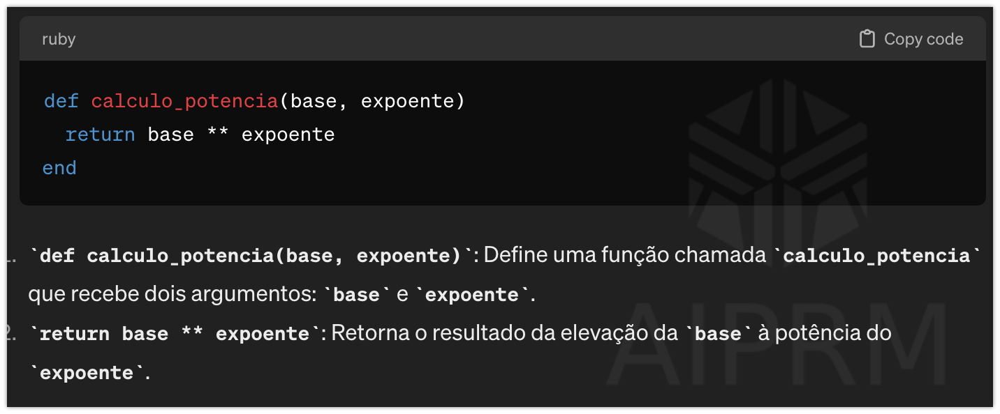 ruby
Copy code
def calculo_potencia(base, expoente)
  return base ** expoente
end
1. `def calculo_potencia(base, expoente)`: Define uma função chamada `calculo_potencia`
que recebe dois argumentos: `base` e `expoente`.
2. `return base ** expoente`: Retorna o resultado da elevação da `base` à potência do
`expoente`.
AIPRM